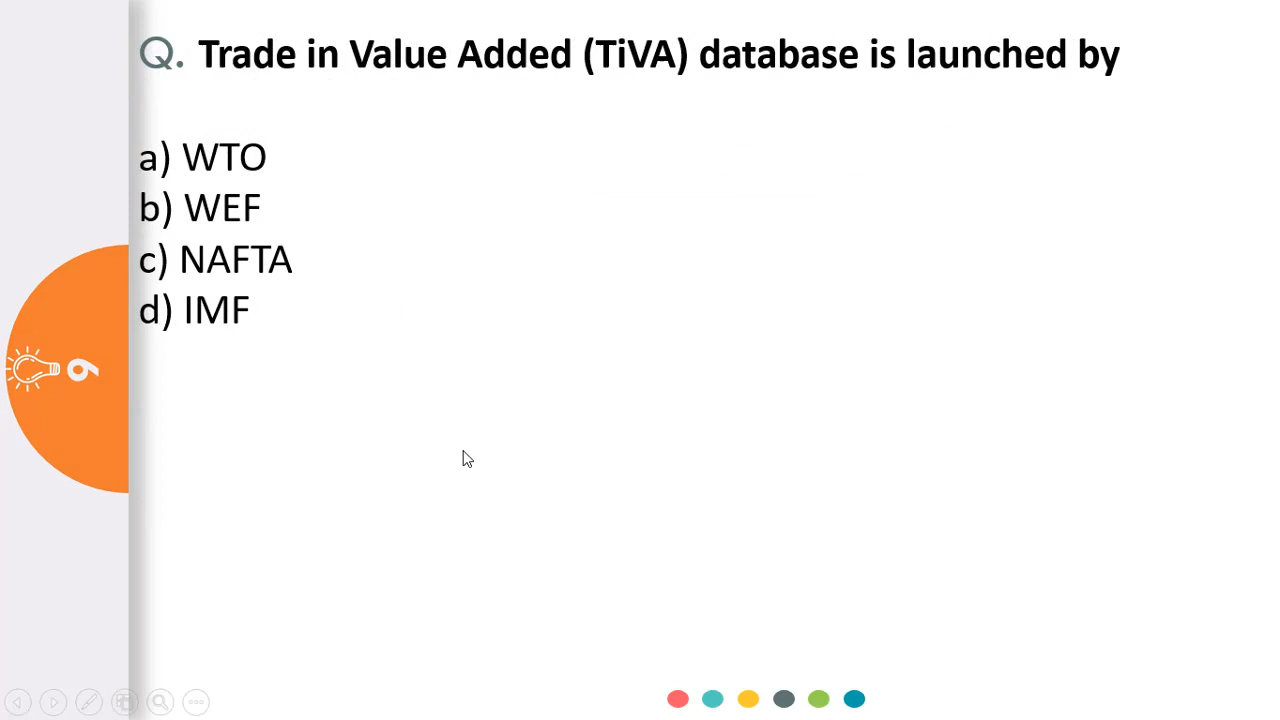 Q. Trade in Value Added (TiVA) database is launched by
a) WTO
b) WEF
c) NAFTA
d) IMF
9